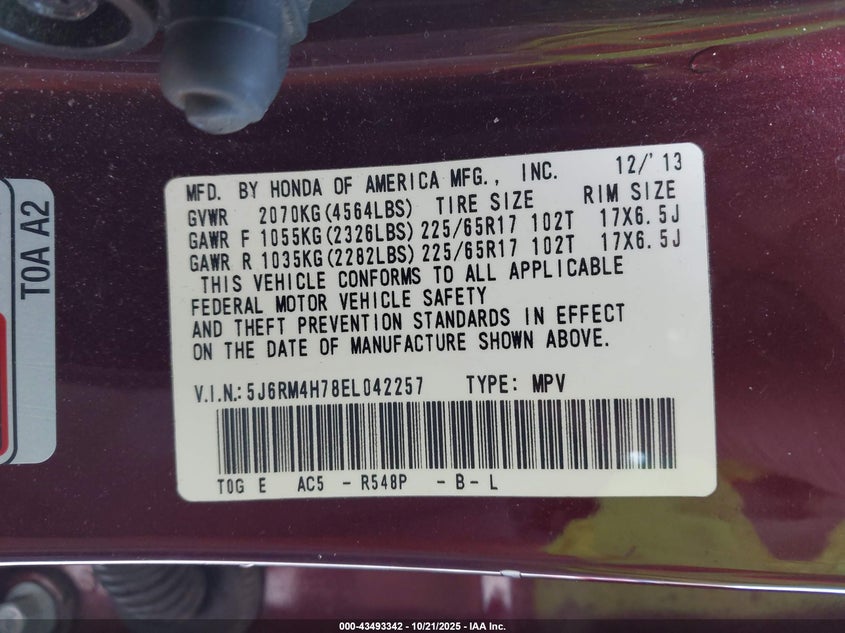 MFD. BY HONDA OF AMERICA MFG., INC. 12/'13
GVWR 2070KG(4564LBS) TIRE SIZE RIM SIZE
GAWR F 1055KG(2326LBS) 225/65R17 102T 17X6.5J
GAWR R 1035KG(2282LBS) 225/65R17 102T 17X6.5J
THIS VEHICLE CONFORMS TO ALL APPLICABLE
FEDERAL MOTOR VEHICLE SAFETY
AND THEFT PREVENTION STANDARDS IN EFFECT
ON THE DATE OF MANUFACTURE SHOWN ABOVE.
V.I.N.: 5J6RM4H78EL042257 TYPE: MPV
T0G E AC5 - R548P - B - L
T0A A2
000-43493342 - 10/21/2025 - IAA Inc.